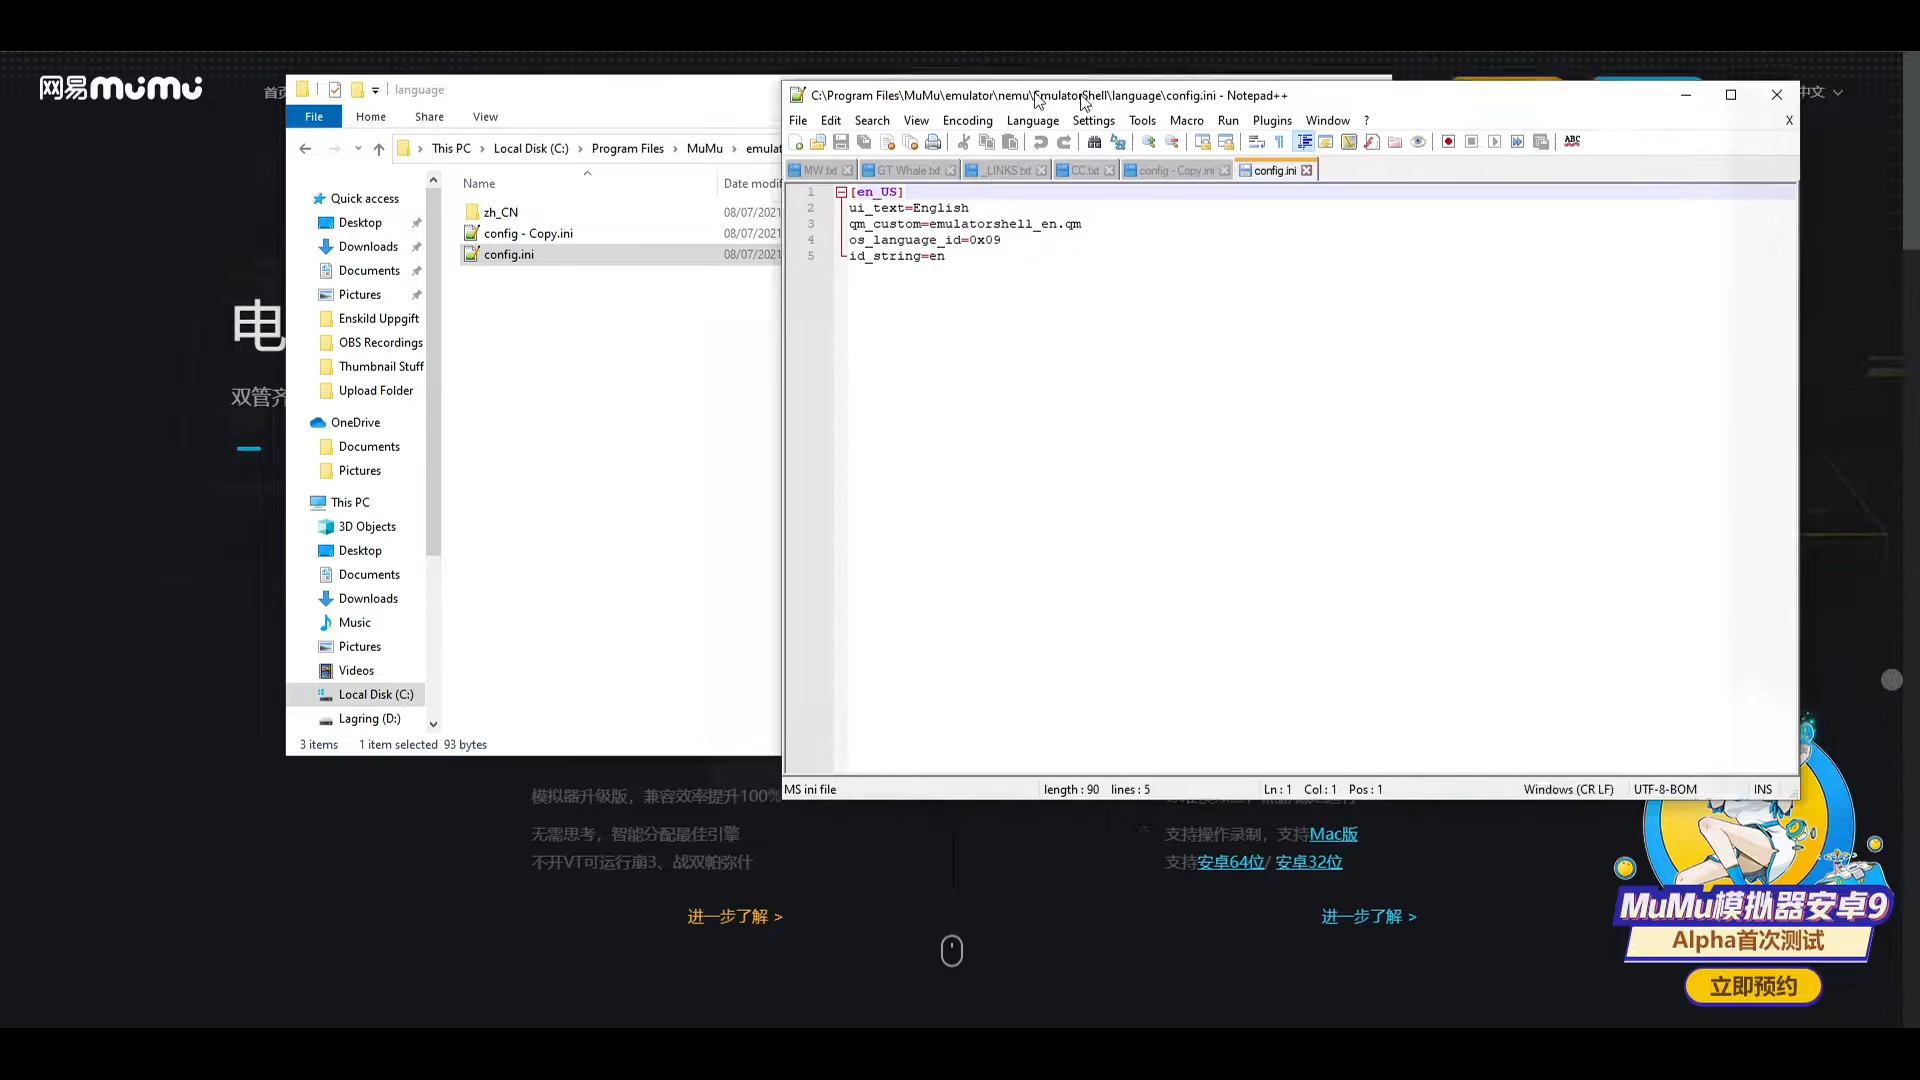 网易MUMU
首页
中文
language
File Home Share View
This PC > Local Disk (C:) > Program Files > MuMu >
Name Date modif
zh_CN 08/07/2021
config - Copy.ini 08/07/2021
config.ini 08/07/2021
Quick access
Desktop
Downloads
Documents
Pictures
Enskild Uppgift
OBS Recordings
Thumbnail Stuff
Upload Folder
OneDrive
Documents
Pictures
This PC
3D Objects
Desktop
Documents
Downloads
Music
Pictures
Videos
Local Disk (C:)
Lagring (D:)
3 items 1 item selected 93 bytes
C:\Program Files\MuMu\emulator\nemu\EmulatorShell\language\config.ini - Notepad++
File Edit Search View Encoding Language Settings Tools Macro Run Plugins Window ? X
ABC
MW.txt GT Whale.txt _LINKS.txt CC.txt config - Copy.ini config.ini
1 [en_US]
2 ui_text=English
3 qm_custom=emulatorshell_en.qm
4 os_language_id=0x09
5 id_string=en
MS ini file length : 90 lines : 5 Ln : 1 Col : 1 Pos : 1 Windows (CR LF) UTF-8-BOM INS
电
双管齐
模拟器升级版，兼容效率提升100%
无需思考，智能分配最佳引擎
不开VT可运行崩3、战双帕弥什
进一步了解 >
支持操作录制，支持Mac版
支持安卓64位/ 安卓32位
进一步了解 >
MuMu模拟器安卓9
Alpha首次测试
立即预约